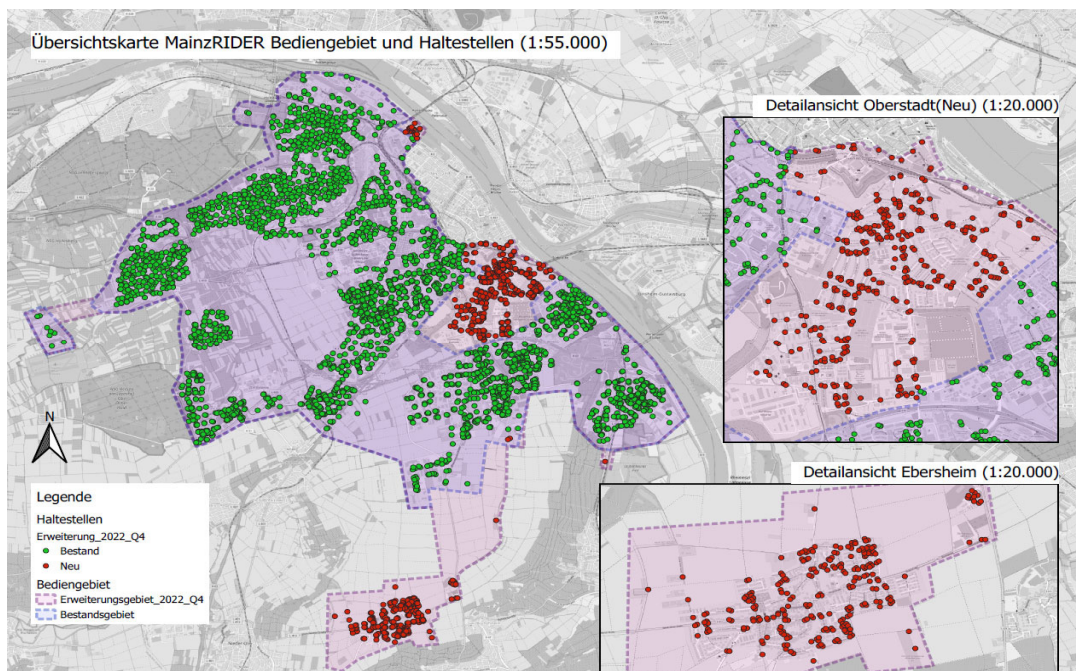 Übersichtskarte MainzRIDER Bediengebiet und Haltestellen (1:55.000)
Detailansicht Oberstadt(Neu) (1:20.000)
Detailansicht Ebersheim (1:20.000)
N
Legende
Haltestellen
Erweiterung_2022_Q4
Bestand
Neu
Bediengebiet
Erweiterungsgebiet_2022_Q4
Bestandsgebiet